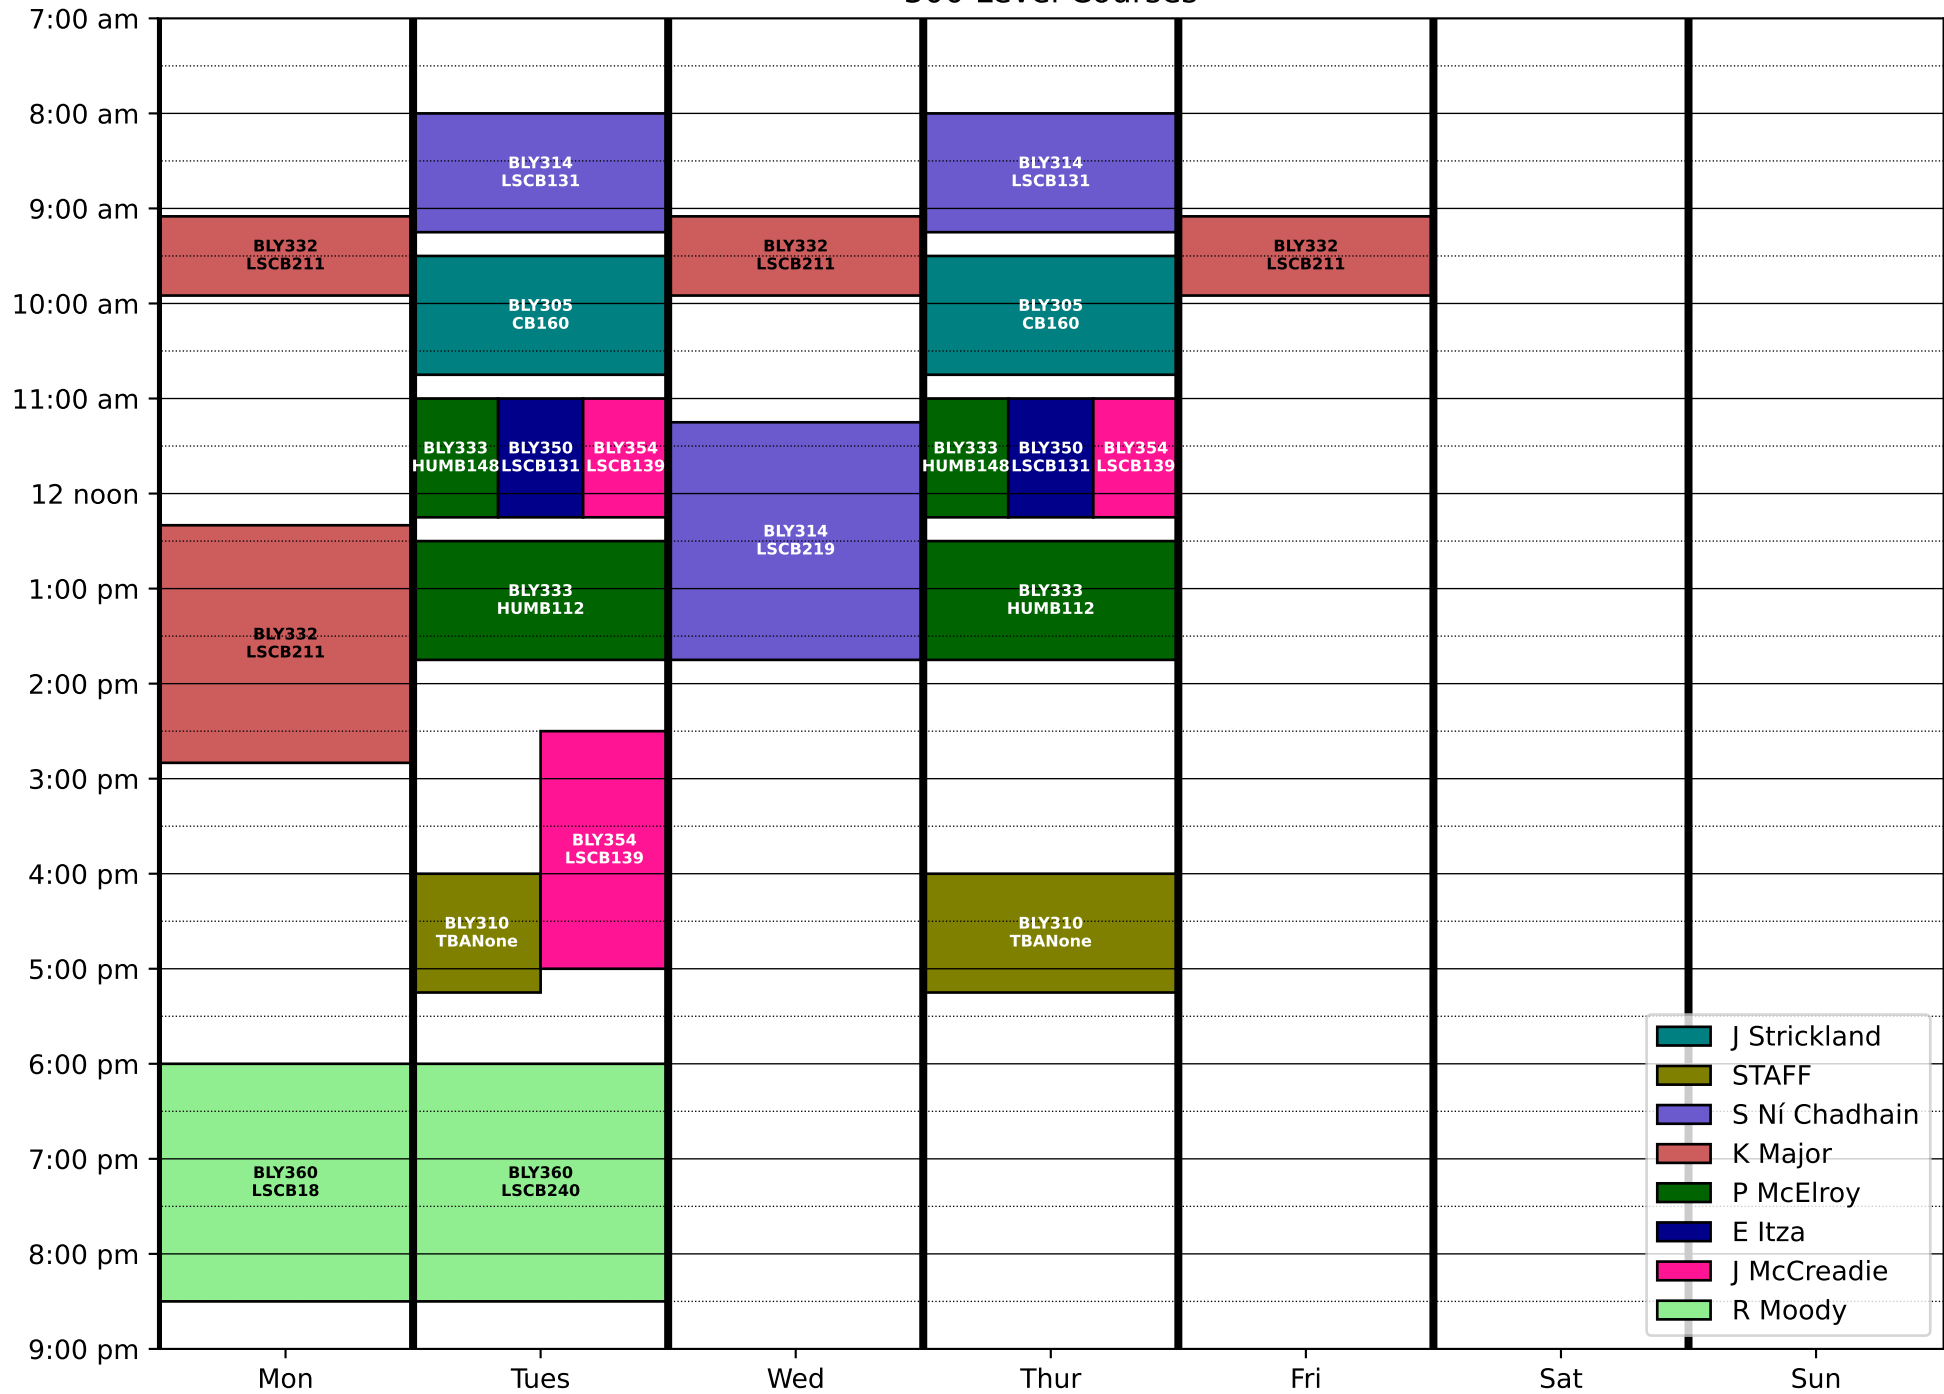 7:00 am
8:00 am
9:00 am
10:00 am
11:00 am
12 noon
1:00 pm
2:00 pm
3:00 pm
4:00 pm
5:00 pm
6:00 pm
7:00 pm
8:00 pm
9:00 pm
BLY332
LSCB211
BLY332
LSCB211
BLY360
LSCB18
BLY314
LSCB131
BLY305
CB160
BLY333
HUMB148
BLY350
LSCB131
BLY354
LSCB139
BLY333
HUMB112
BLY354
LSCB139
BLY310
TBANone
BLY360
LSCB240
BLY332
LSCB211
BLY314
LSCB219
BLY314
LSCB131
BLY305
CB160
BLY333
HUMB148
BLY350
LSCB131
BLY354
LSCB139
BLY333
HUMB112
BLY310
TBANone
BLY332
LSCB211
J Strickland
STAFF
S Ní Chadhain
K Major
P McElroy
E Itza
J McCreadie
R Moody
Mon
Tues
Wed
Thur
Fri
Sat
Sun